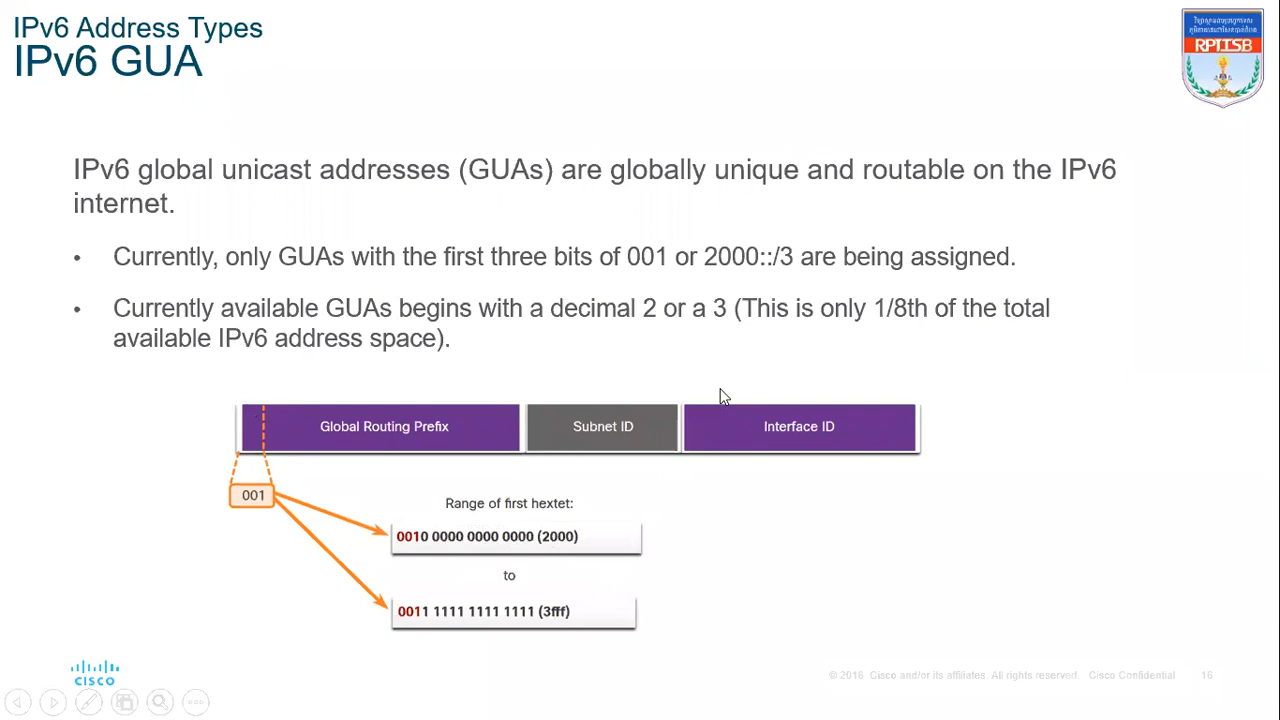 IPv6 Address Types
IPv6 GUA
RPITSB
IPv6 global unicast addresses (GUAs) are globally unique and routable on the IPv6
internet.
• Currently, only GUAs with the first three bits of 001 or 2000::/3 are being assigned.
• Currently available GUAs begins with a decimal 2 or a 3 (This is only 1/8th of the total
available IPv6 address space).
Global Routing Prefix
Subnet ID
Interface ID
001
Range of first hextet:
0010 0000 0000 0000 (2000)
to
0011 1111 1111 1111 (3fff)
CISCO
© 2016 Cisco and/or its affiliates. All rights reserved. Cisco Confidential
16